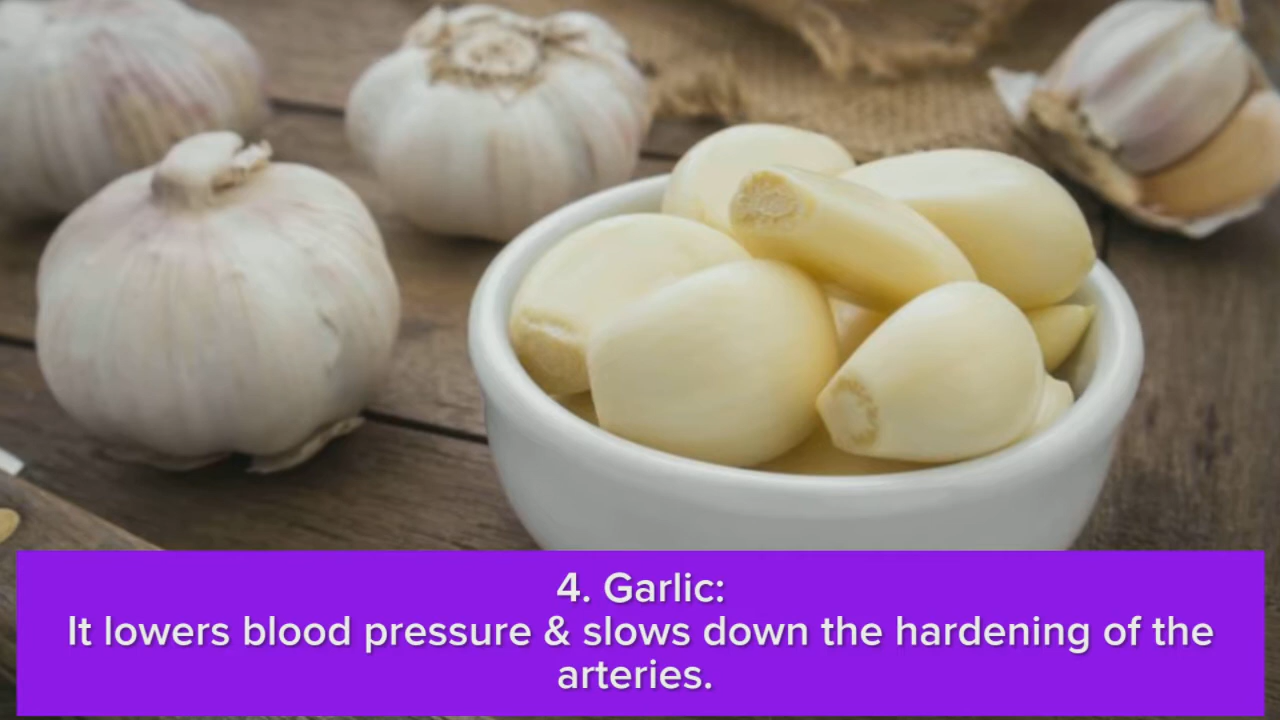 4. Garlic:
It lowers blood pressure & slows down the hardening of the
arteries.